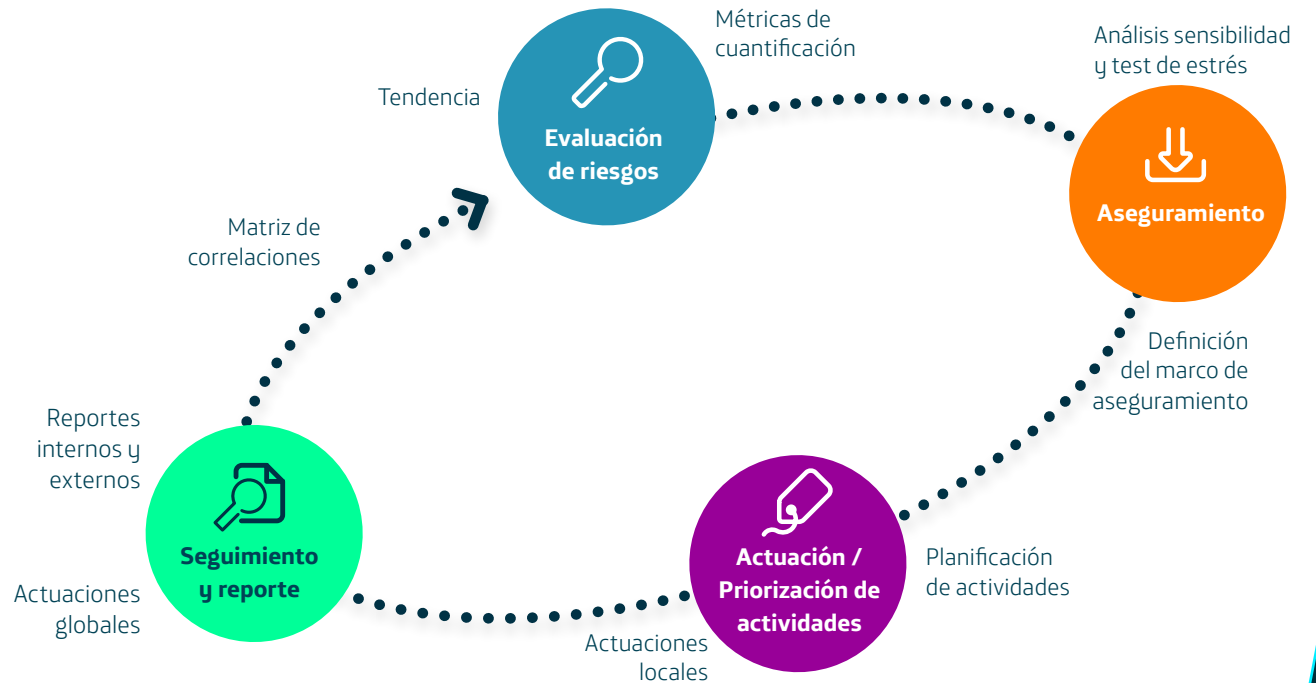 Métricas de
cuantificación
Análisis sensibilidad
y test de estrés
Tendencia
Evaluación
de riesgos
Aseguramiento
Matriz de
correlaciones
Definición
del marco de
aseguramiento
Reportes
internos y
externos
Seguimiento
y reporte
Actuación /
Priorización de
actividades
Planificación
de actividades
Actuaciones
globales
Actuaciones
locales